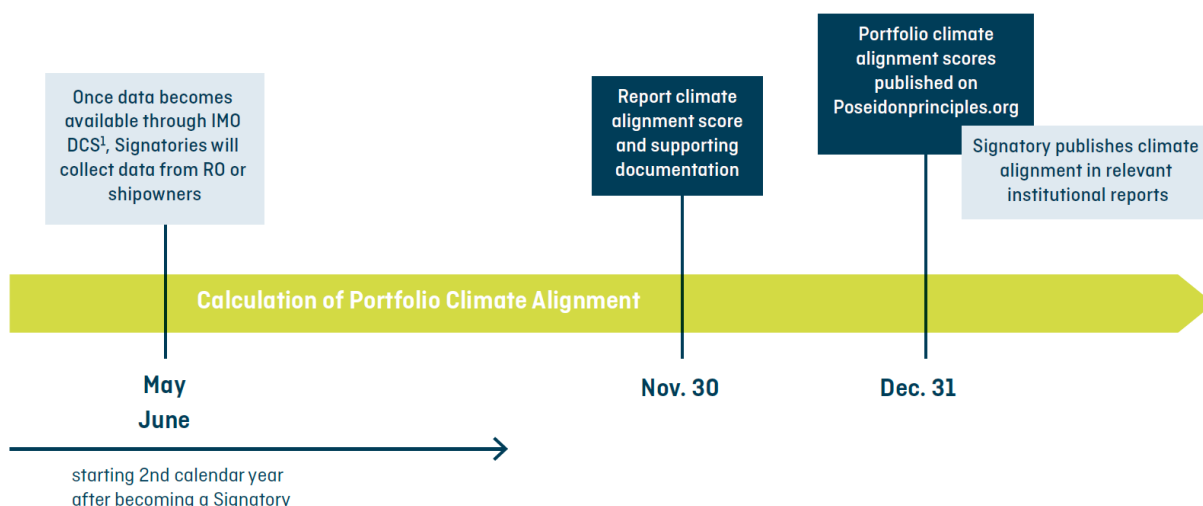 Once data becomes
available through IMO
DCS¹, Signatories will
collect data from RO or
shipowners
Report climate
alignment score
and supporting
documentation
Portfolio climate
alignment scores
published on
Poseidonprinciples.org
Signatory publishes climate
alignment in relevant
institutional reports
Calculation of Portfolio Climate Alignment
May
June
Nov. 30
Dec. 31
starting 2nd calendar year
after becoming a Signatory